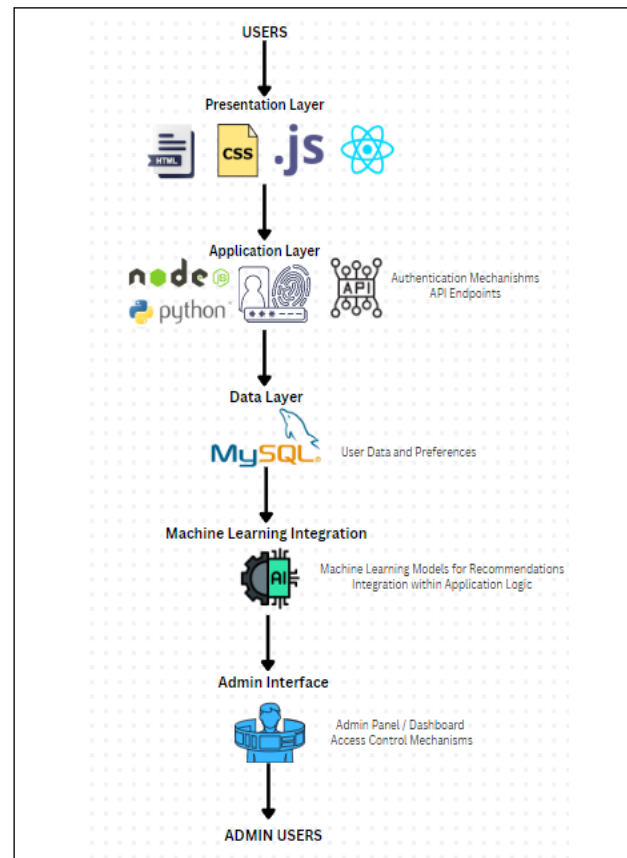 USERS
Presentation Layer
HTML
CSS
.js
Application Layer
node JS
python
API
Authentication Mechanishms
API Endpoints
Data Layer
MySQL
User Data and Preferences
Machine Learning Integration
AI
Machine Learning Models for Recommendations
Integration within Application Logic
Admin Interface
Admin Panel / Dashboard
Access Control Mechanisms
ADMIN USERS